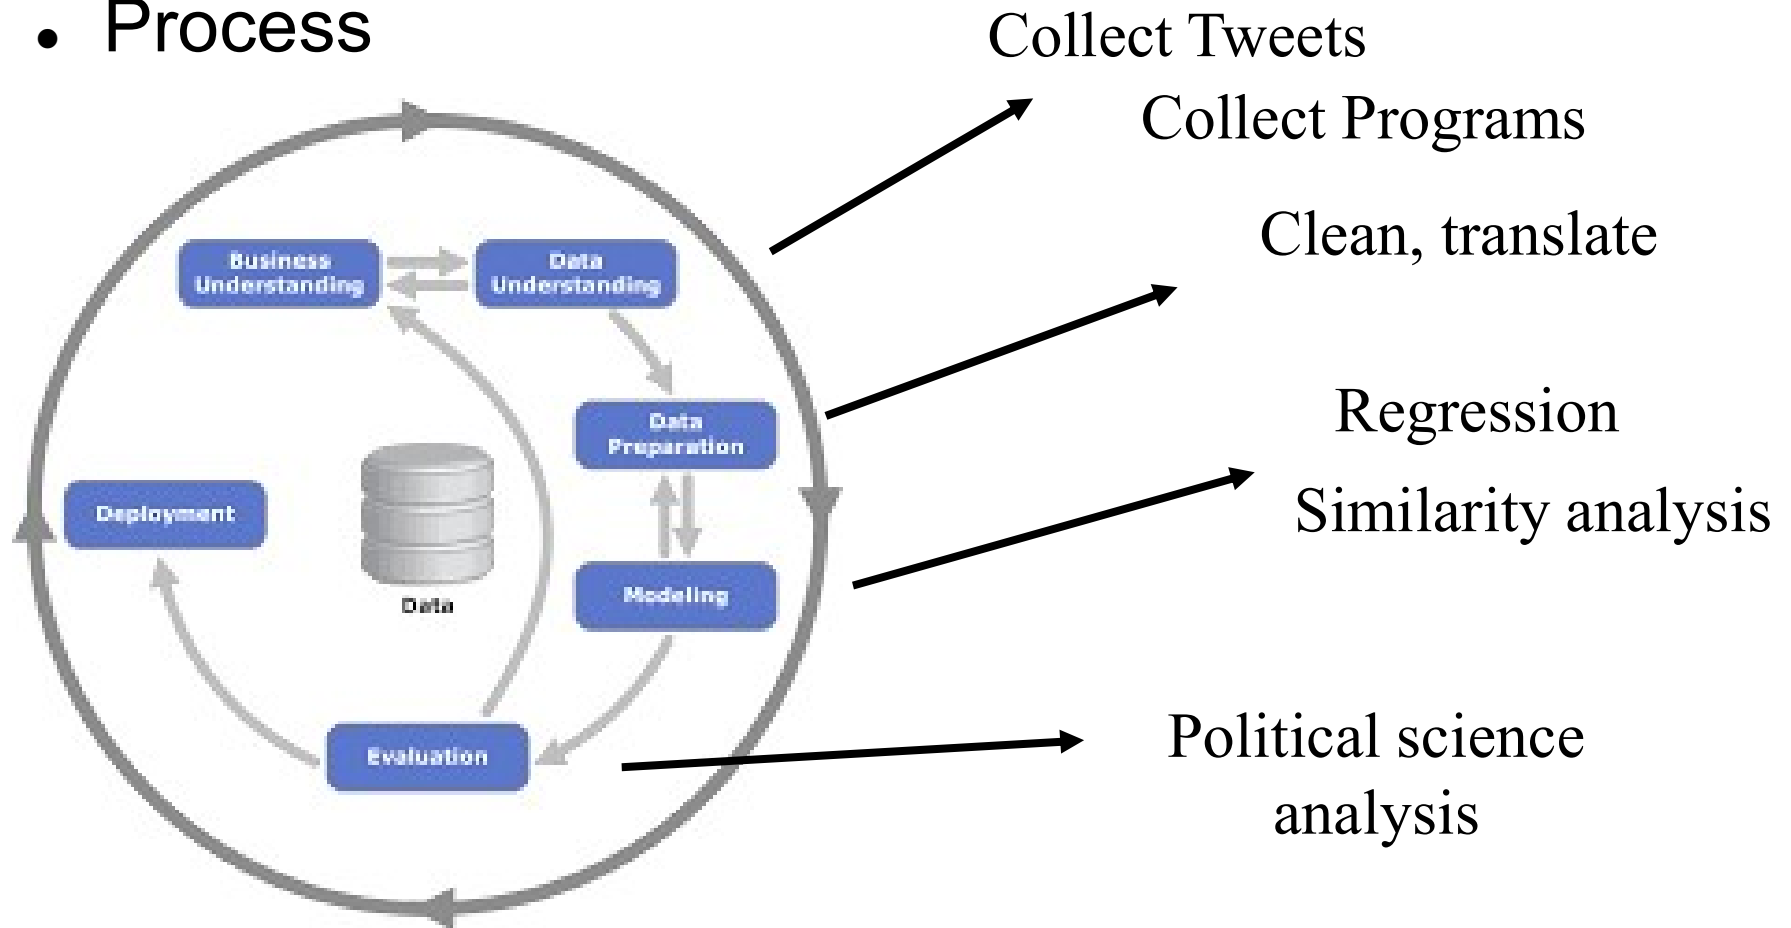 • Process
Collect Tweets
Collect Programs
Clean, translate
Regression
Similarity analysis
Political science
analysis
Business
Understanding
Data
Understanding
Data
Preparation
Modeling
Evaluation
Deployment
Data